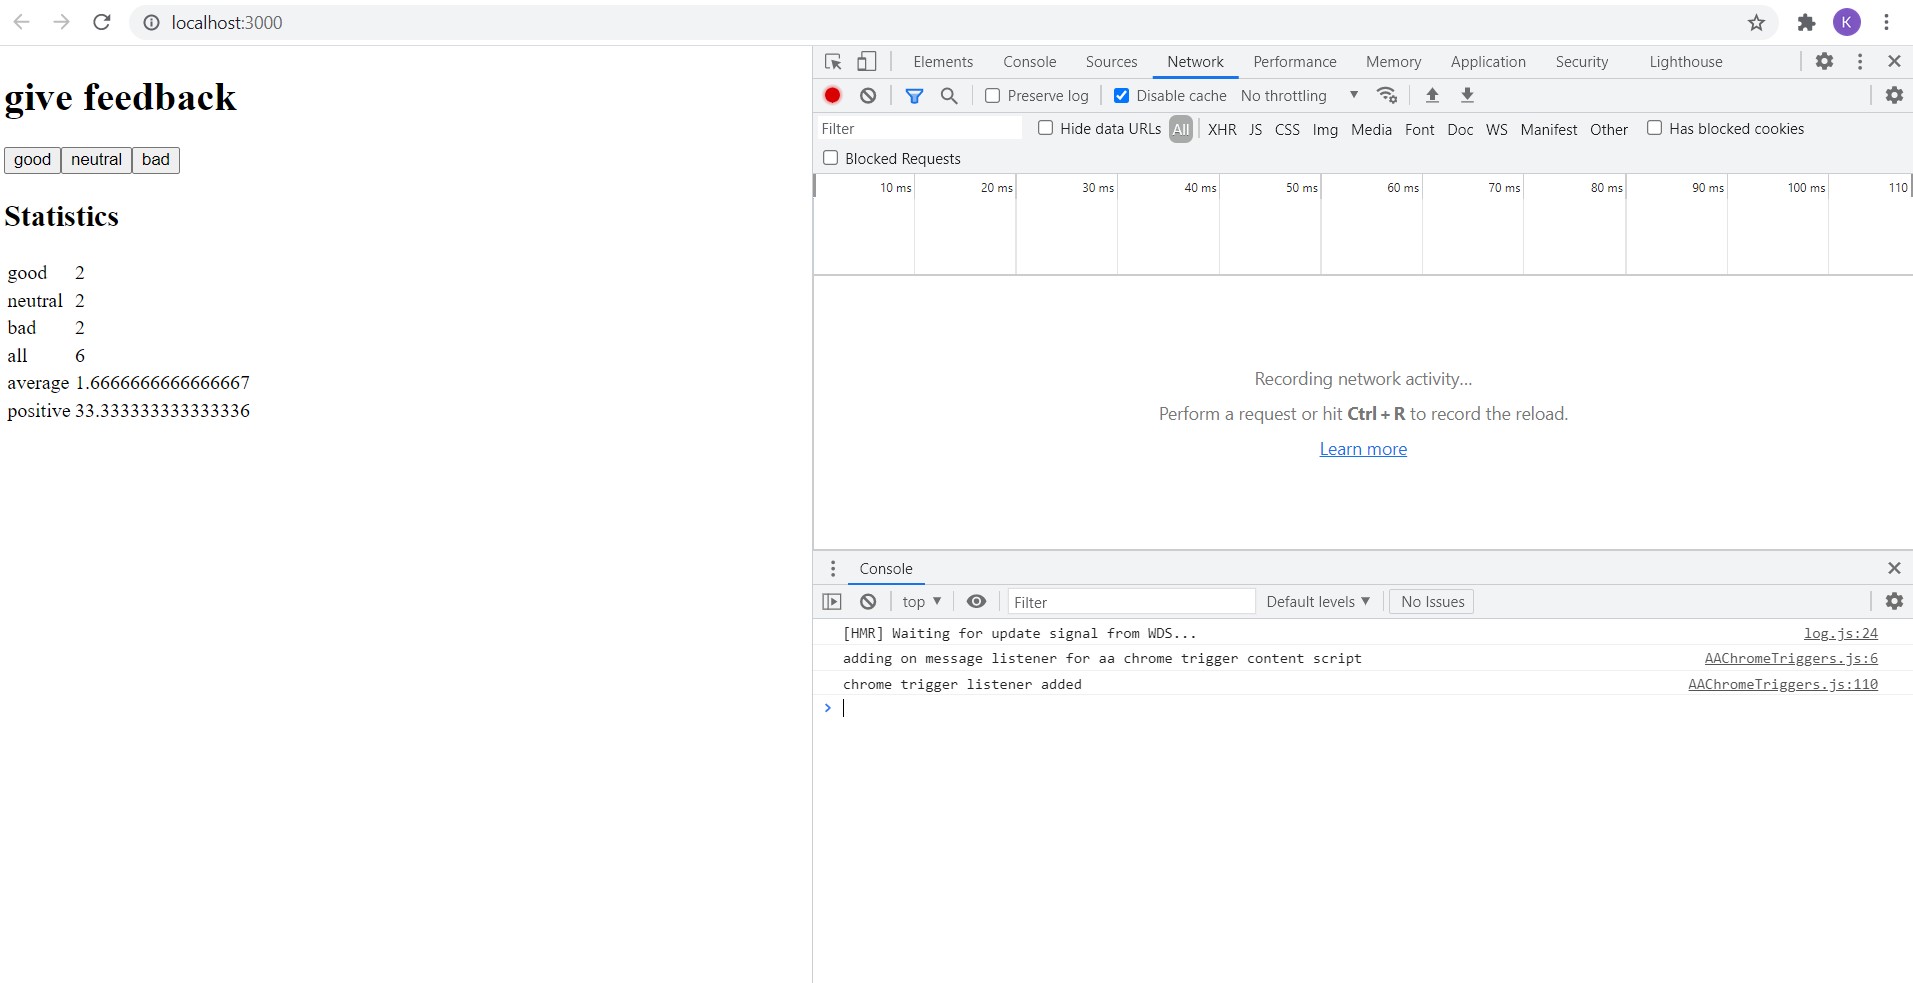 localhost:3000
K
give feedback
good neutral bad
Statistics
good 2
neutral 2
bad 2
all 6
average 1.6666666666666667
positive 33.333333333333336
Elements Console Sources Network Performance Memory Application Security Lighthouse
Preserve log Disable cache No throttling
Filter Hide data URLs All XHR JS CSS Img Media Font Doc WS Manifest Other Has blocked cookies
Blocked Requests
10 ms 20 ms 30 ms 40 ms 50 ms 60 ms 70 ms 80 ms 90 ms 100 ms 110
Recording network activity...
Perform a request or hit Ctrl + R to record the reload.
Learn more
Console
top Filter Default levels No Issues
[HMR] Waiting for update signal from WDS... log.js:24
adding on message listener for aa chrome trigger content script AAChromeTriggers.js:6
chrome trigger listener added AAChromeTriggers.js:110